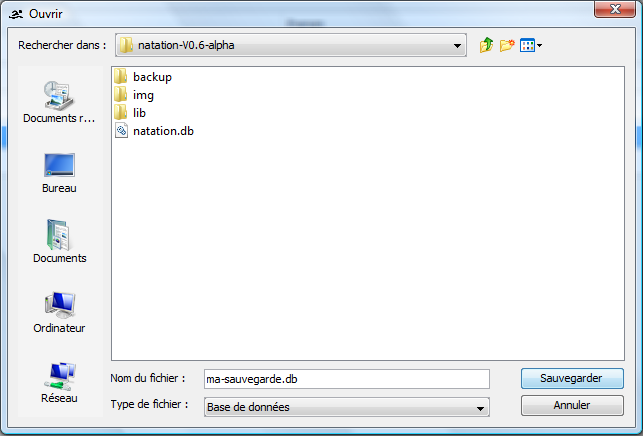 Ouvrir
Rechercher dans :
natation-V0.6-alpha
Documents r...
Bureau
Documents
Ordinateur
Réseau
backup
img
lib
natation.db
Nom du fichier :
ma-sauvegarde.db
Sauvegarder
Type de fichier :
Base de données
Annuler